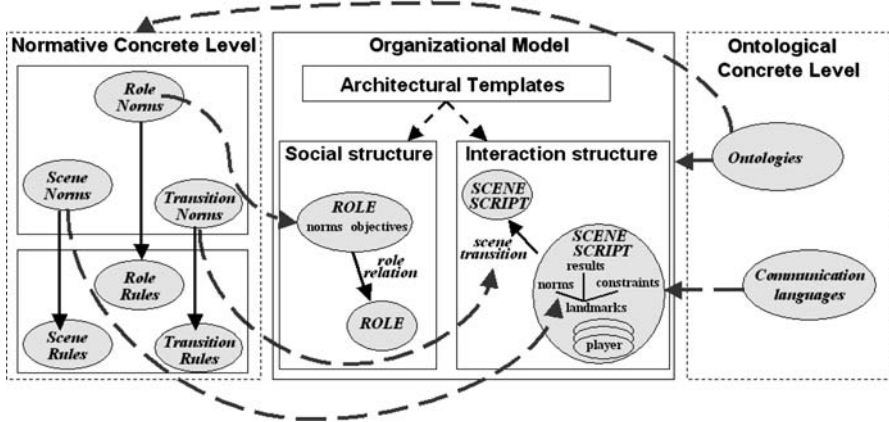 Normative Concrete Level
Role
Norms
Scene
Norms
Transition
Norms
Role
Rules
Scene
Rules
Transition
Rules
Organizational Model
Architectural Templates
Social structure
ROLE
norms objectives
role
relation
ROLE
Interaction structure
SCENE
SCRIPT
scene
transition
SCENE
SCRIPT
results
norms
constraints
landmarks
player
Ontological
Concrete Level
Ontologies
Communication
languages